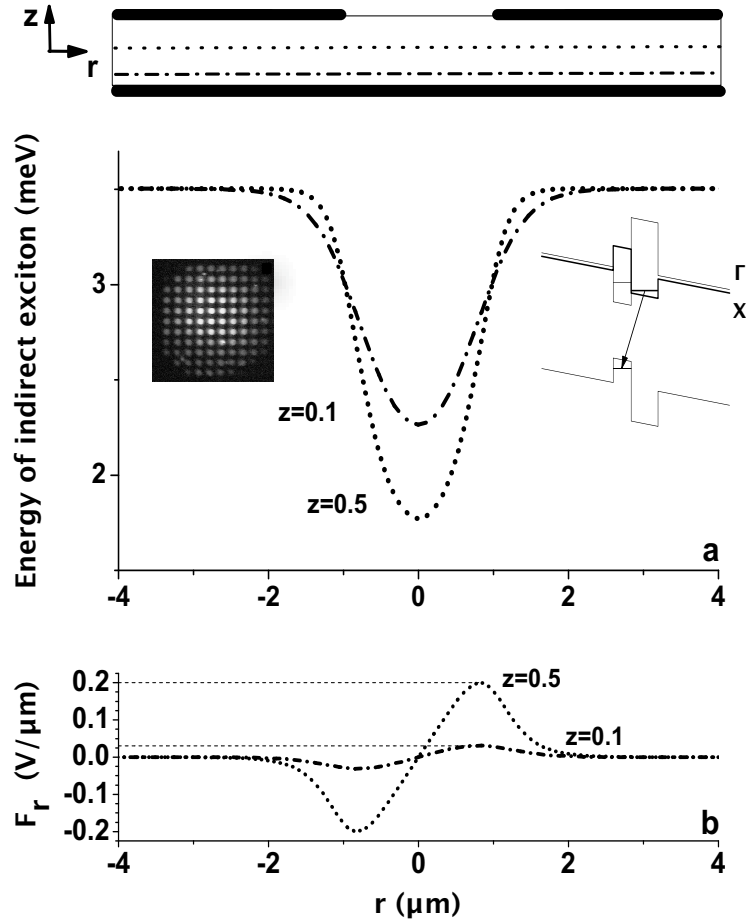 z
r
Energy of indirect exciton (meV)
3
2
Γ
X
z=0.1
z=0.5
a
-4 -2 0 2 4
F_r (V/μm)
0.2
0.1
0.0
-0.1
-0.2
z=0.5
z=0.1
b
-4 -2 0 2 4
r (μm)